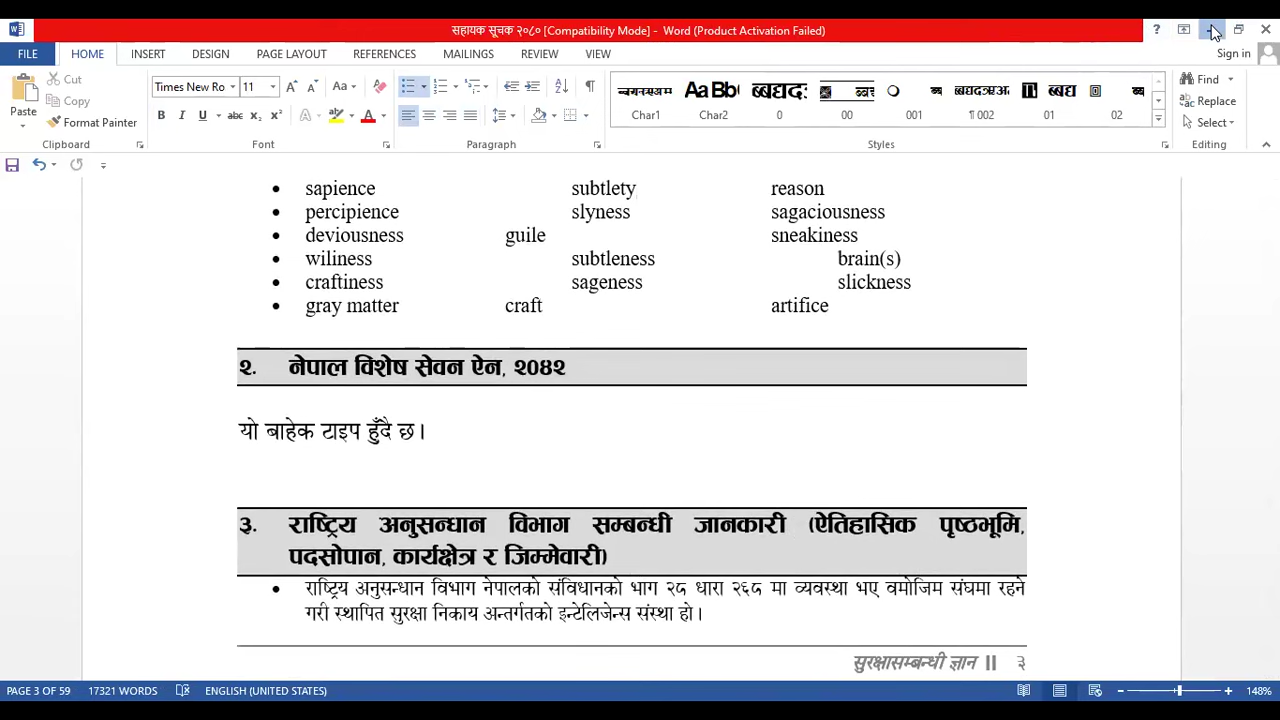 सहायक सूचक २०८० [Compatibility Mode] - Word (Product Activation Failed)
FILE HOME INSERT DESIGN PAGE LAYOUT REFERENCES MAILINGS REVIEW VIEW Sign in
Cut
Copy
Format Painter
Paste
Times New Ro 11
Find
Replace
Select
Char1 Char2 0 00 001 ¶ 002 01 02
Clipboard Font Paragraph Styles Editing
• sapience subtlety reason
• percipience slyness sagaciousness
• deviousness guile sneakiness
• wiliness subtleness brain(s)
• craftiness sageness slickness
• gray matter craft artifice
२. नेपाल विशेष सेवन ऐन, २०४२
यो बाहेक टाइप हुँदै छ।
३. राष्ट्रिय अनुसन्धान विभाग सम्बन्धी जानकारी (ऐतिहासिक पृष्ठभूमि,
पदसोपान, कार्यक्षेत्र र जिम्मेवारी)
• राष्ट्रिय अनुसन्धान विभाग नेपालको संविधानको भाग २८ धारा २६८ मा व्यवस्था भए वमोजिम संघमा रहने
गरी स्थापित सुरक्षा निकाय अन्तर्गतको इन्टेलिजेन्स संस्था हो।
सुरक्षासम्बन्धी ज्ञान || ३
PAGE 3 OF 59 17321 WORDS ENGLISH (UNITED STATES) 148%